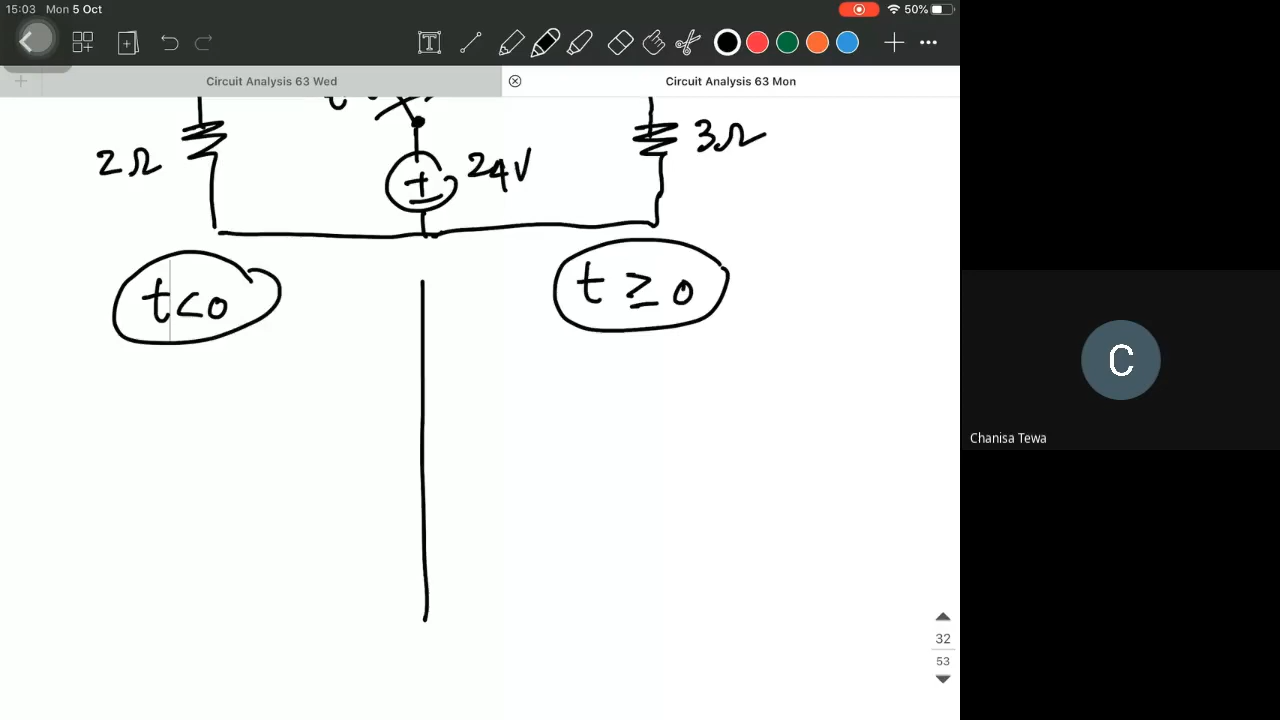 15:03 Mon 5 Oct
50%
T
Circuit Analysis 63 Wed
Circuit Analysis 63 Mon
2Ω
24V
3Ω
t<0
t ≥ 0
C
Chanisa Tewa
32
53